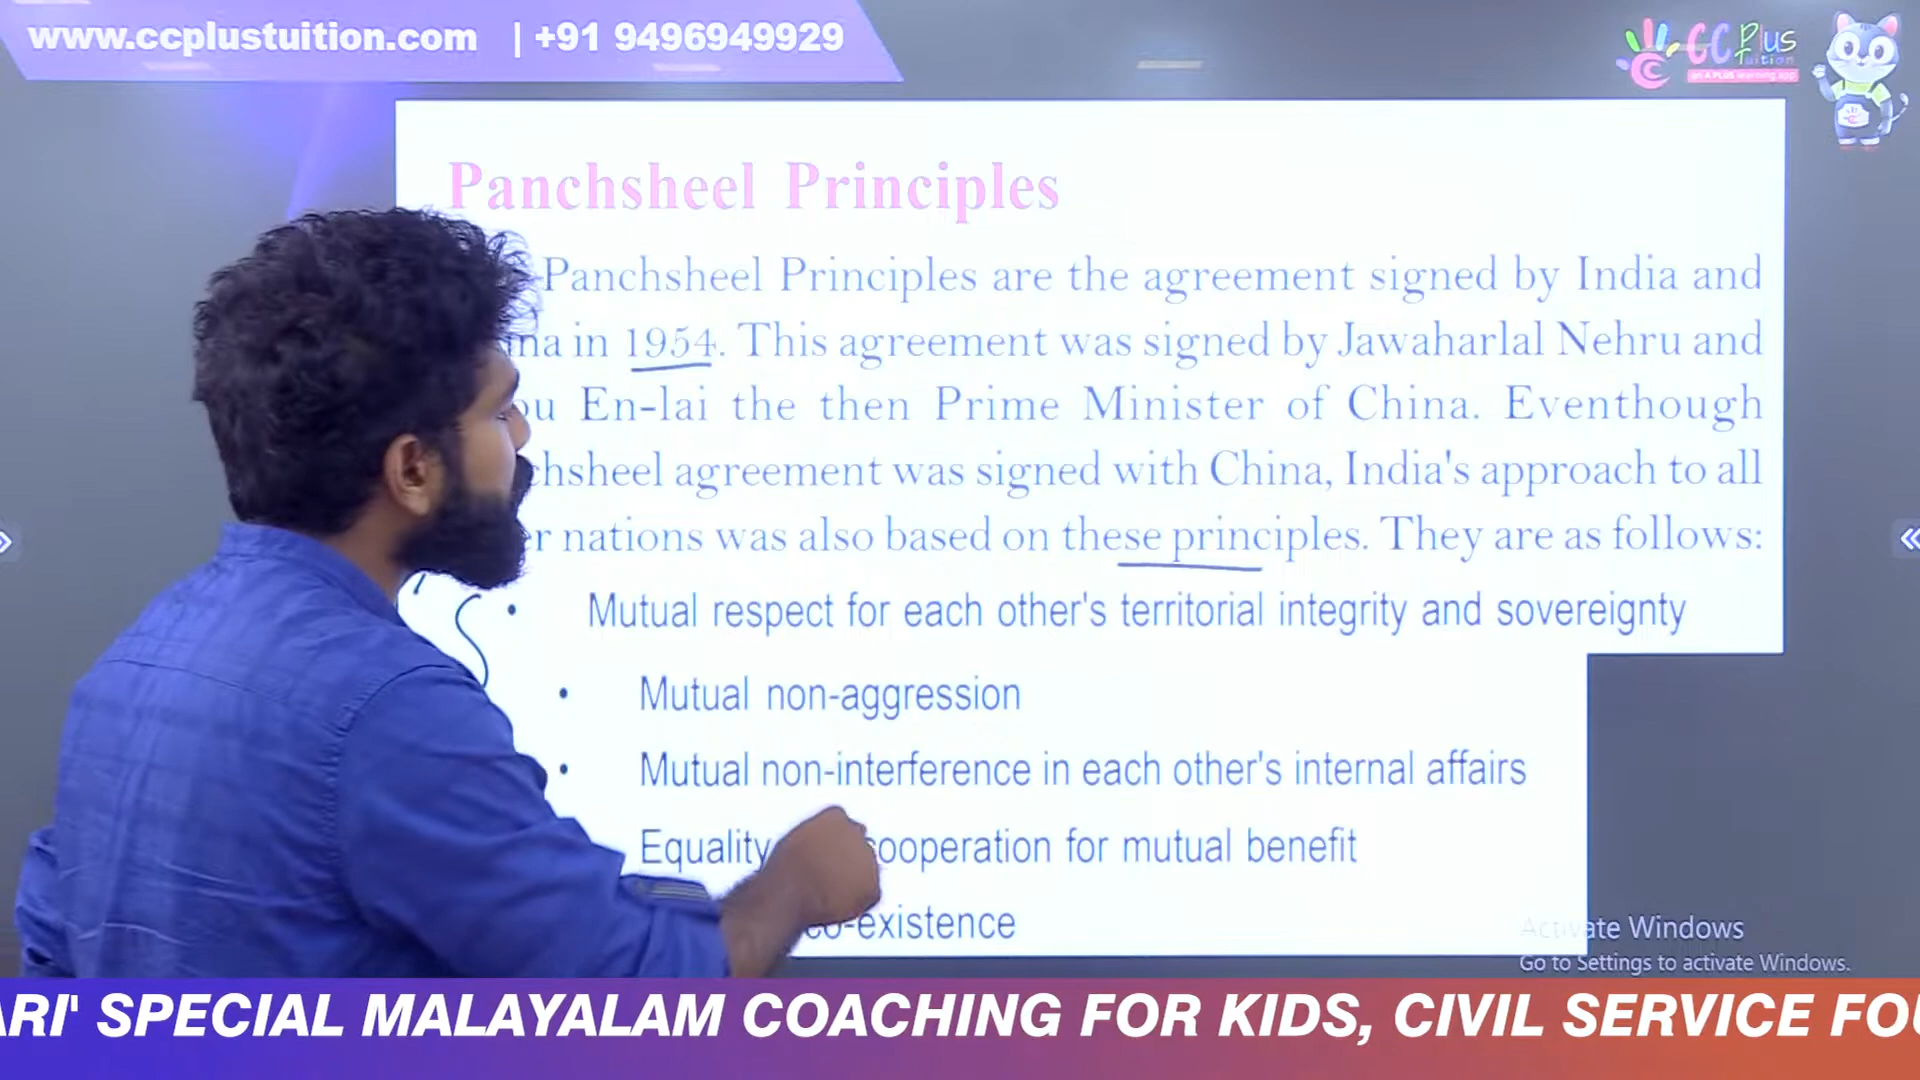 www.ccplustuition.com | +91 9496949929
CC Plus
Tuition
an A PLUS learning app
Panchsheel Principles
Panchsheel Principles are the agreement signed by India and
in 1954. This agreement was signed by Jawaharlal Nehru and
En-lai the then Prime Minister of China. Eventhough
agreement was signed with China, India's approach to all
nations was also based on these principles. They are as follows:
• Mutual respect for each other's territorial integrity and sovereignty
• Mutual non-aggression
• Mutual non-interference in each other's internal affairs
Equality cooperation for mutual benefit
co-existence
Activate Windows
Go to Settings to activate Windows.
SPECIAL MALAYALAM COACHING FOR KIDS, CIVIL SERVICE